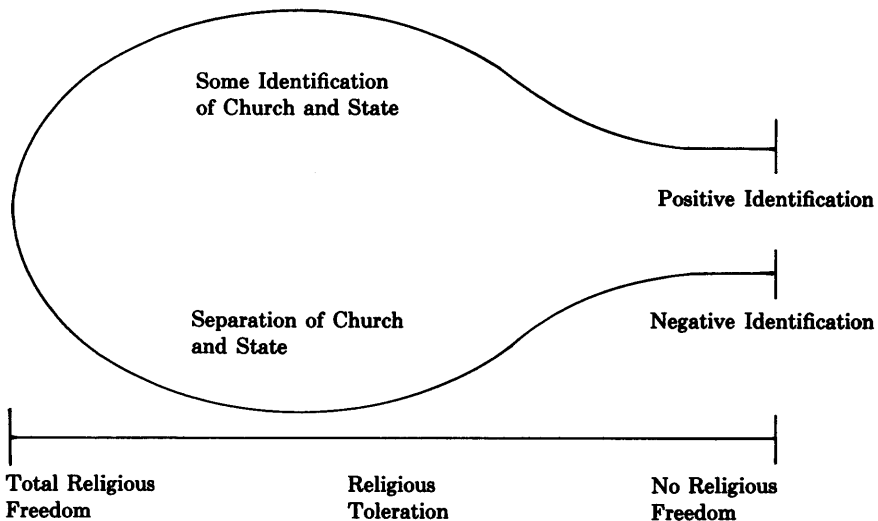 Some Identification
of Church and State
Positive Identification
Separation of Church
and State
Negative Identification
Total Religious
Freedom
Religious
Toleration
No Religious
Freedom